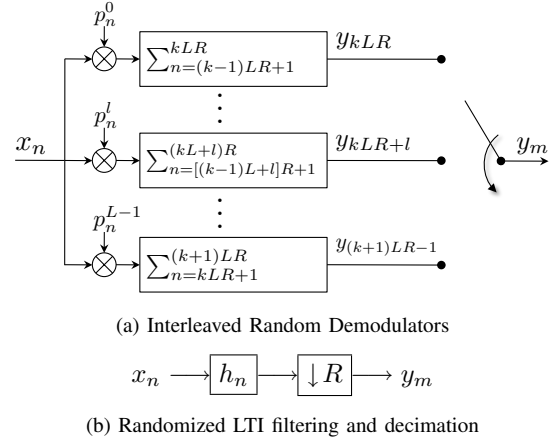 p_n^0
∑_{n=(k−1)LR+1}^{kLR} y_{kLR}
p_n^l
x_n ∑_{n=[(k−1)L+l]R+1}^{(kL+l)R} y_{kLR+l} y_m
p_n^{L−1}
∑_{n=kLR+1}^{(k+1)LR} y_{(k+1)LR−1}
(a) Interleaved Random Demodulators
x_n h_n ↓R y_m
(b) Randomized LTI filtering and decimation